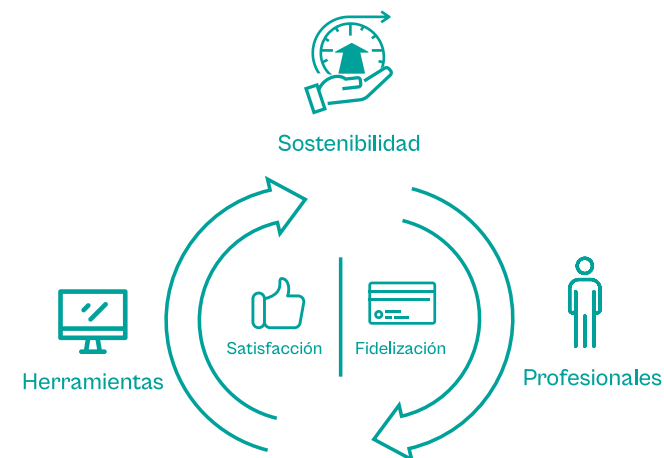 Sostenibilidad
Satisfacción
Fidelización
Herramientas
Profesionales